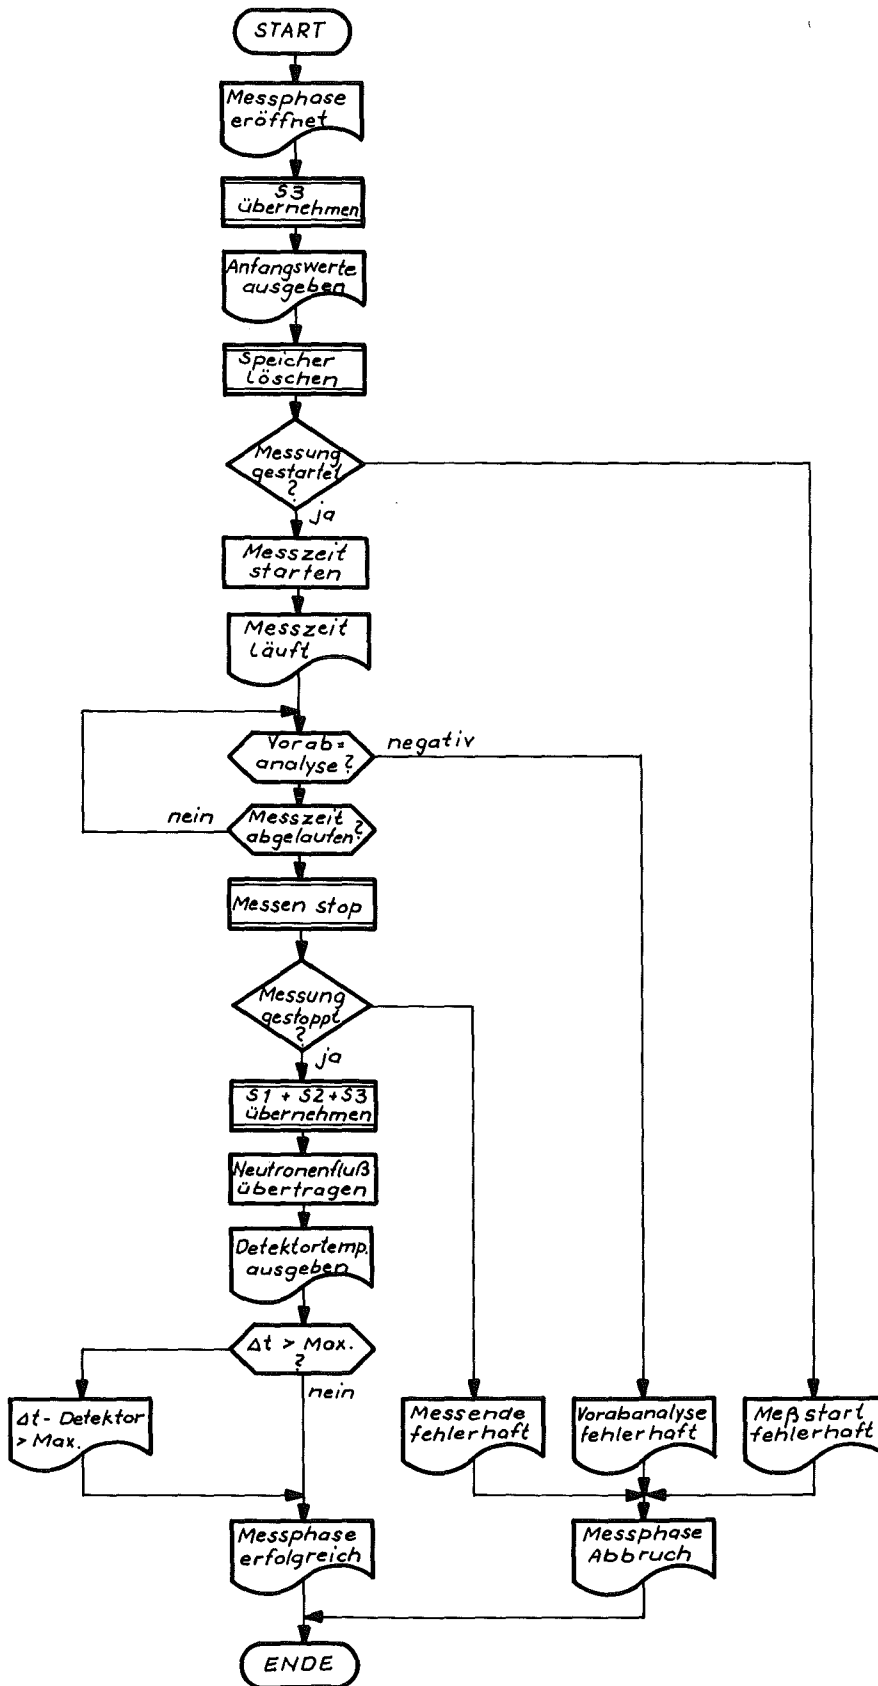 START
Messphase
eröffnet
S3
übernehmen
Anfangswerte
ausgeben
Speicher
löschen
Messung
gestartet
?
ja
Messzeit
starten
Messzeit
läuft
Vorab=
analyse?
negativ
nein
Messzeit
abgelaufen?
Messen stop
Messung
gestoppt
?
ja
S1 + S2 + S3
übernehmen
Neutronenfluß
übertragen
Detektortemp.
ausgeben
Δt > Max.
?
nein
Δt - Detektor
> Max.
Messende
fehlerhaft
Vorabanalyse
fehlerhaft
Meßstart
fehlerhaft
Messphase
erfolgreich
Messphase
Abbruch
ENDE